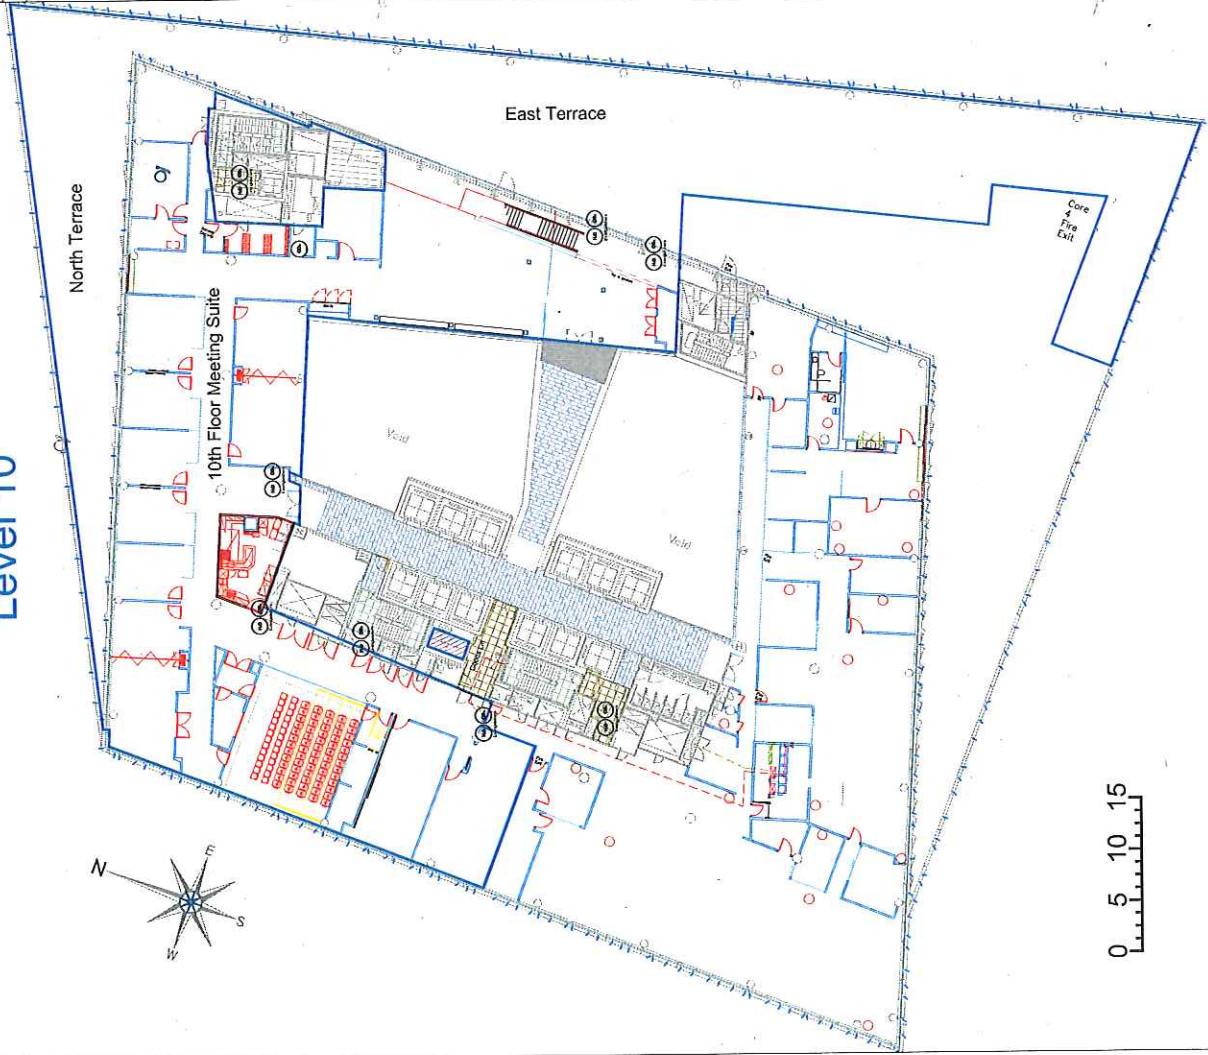 Level 10
East Terrace
North Terrace
Core
4
Fire
Exit
10th Floor Meeting Suite
Void
Void
N
E
S
W
0 5 10 15